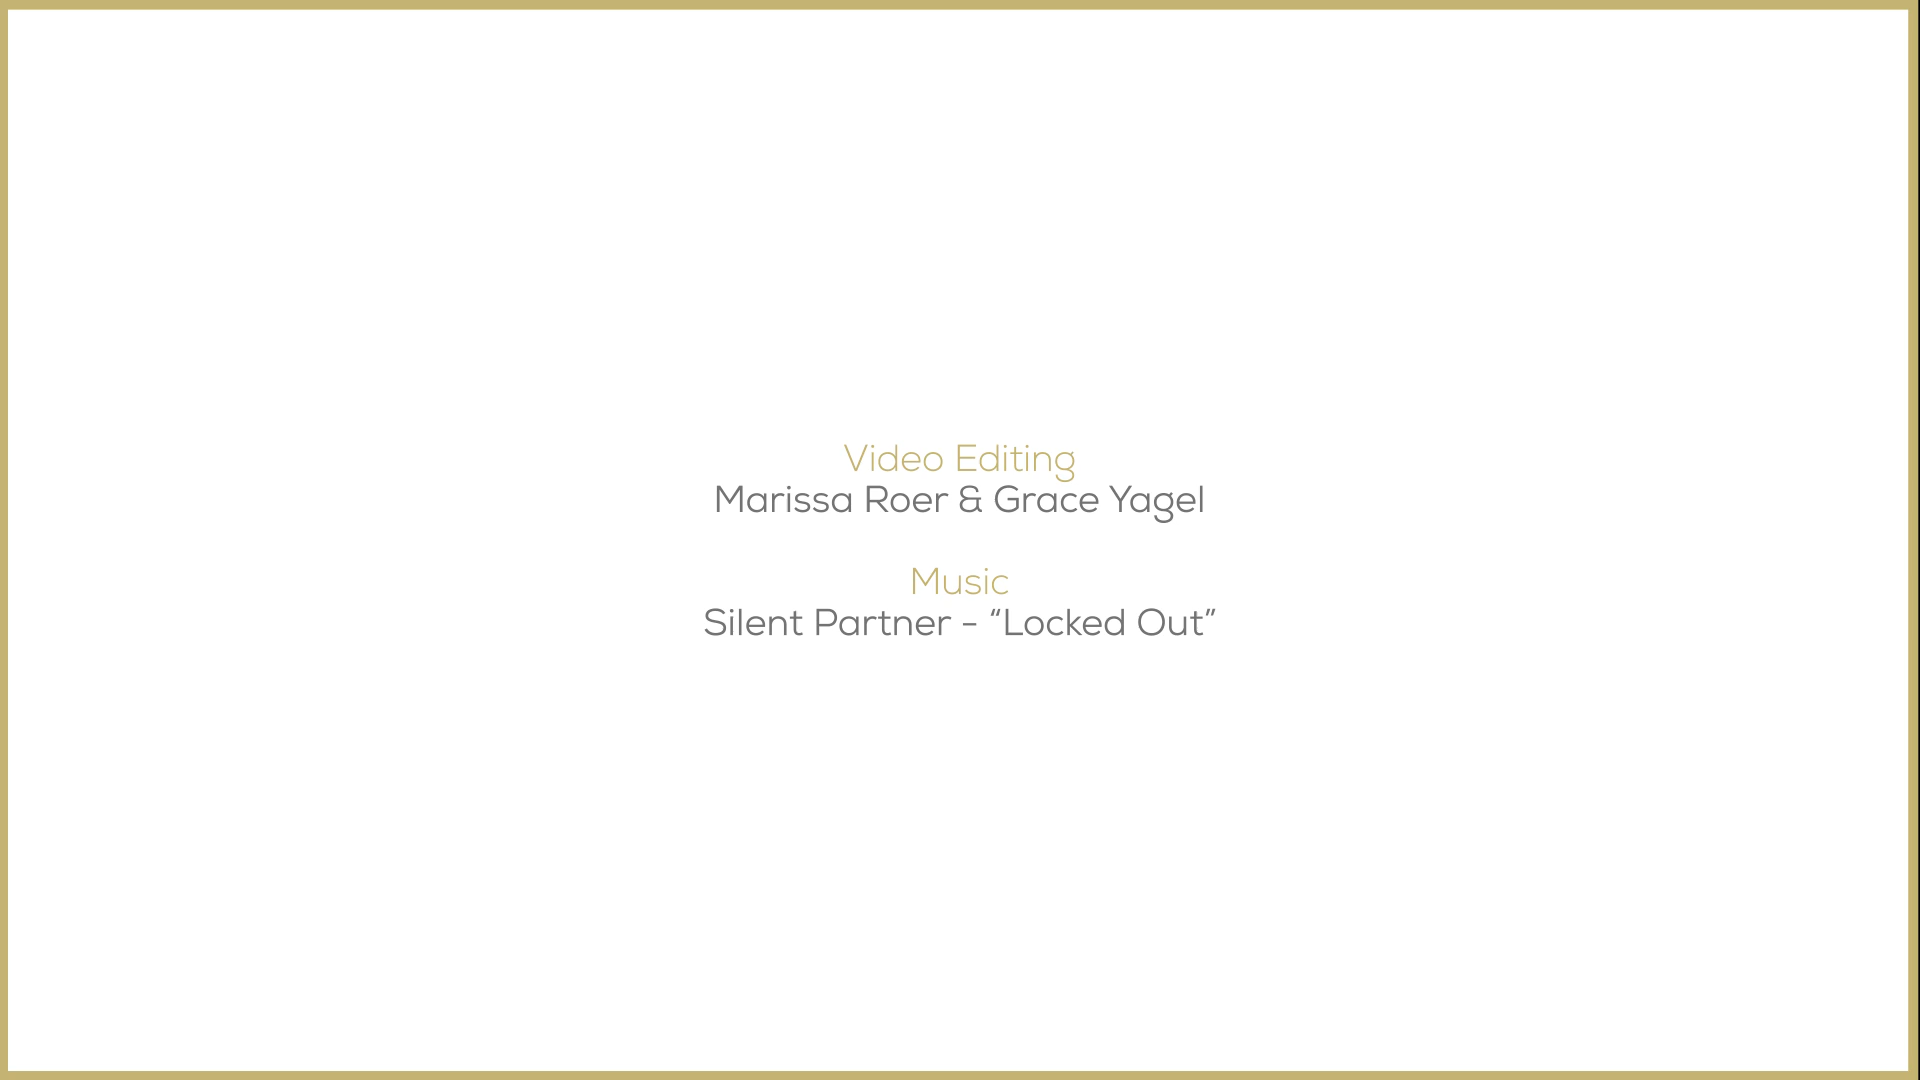 Video Editing
Marissa Roer & Grace Yagel
Music
Silent Partner - “Locked Out”